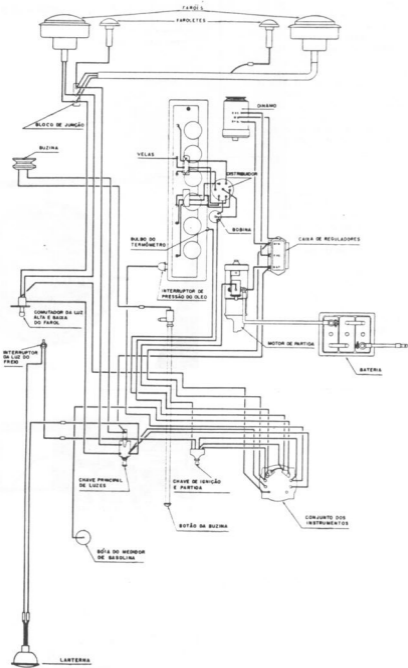 FARÓIS
FAROLETES
BLOCO DE JUNÇÃO
BUZINA
VELAS
DINAMO
DISTRIBUIDOR
BOBINA
BULBO DO
TERMÔMETRO
CAIXA DE REGULADORES
INTERRUPTOR DE
PRESSÃO DO ÓLEO
COMUTADOR DA LUZ
ALTA E BAIXA
DO FAROL
MOTOR DE PARTIDA
BATERIA
INTERRUPTOR
DA LUZ DO
FREIO
CHAVE PRINCIPAL
DE LUZES
CHAVE DE IGNIÇÃO
E PARTIDA
CONJUNTO DOS
INSTRUMENTOS
BOTÃO DA BUZINA
BÓIA DO MEDIDOR
DE GASOLINA
LANTERNA